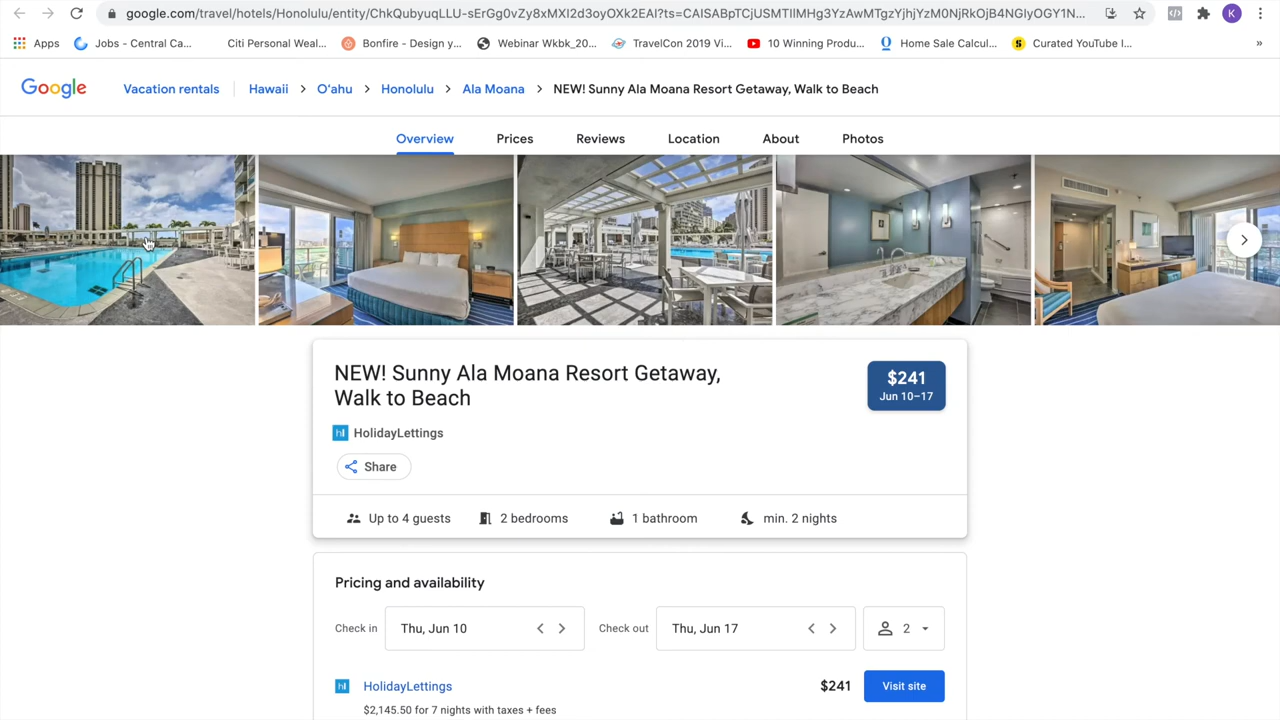 google.com/travel/hotels/Honolulu/entity/ChkQubyuqLLU-sErGg0vZy8xMXI2d3oyOXk2EAI?ts=CAISABpTCjUSMTIIMHg3YzAwMTgzYjhjYzM0NjRkOjB4NGIyOGY1N...
Apps
Jobs - Central Ca...
Citi Personal Weal...
Bonfire - Design y...
Webinar Wkbk_20...
TravelCon 2019 Vi...
10 Winning Produ...
Home Sale Calcul...
Curated YouTube I...
»
K
Google
Vacation rentals
Hawaii > Oʻahu > Honolulu > Ala Moana > NEW! Sunny Ala Moana Resort Getaway, Walk to Beach
Overview
Prices
Reviews
Location
About
Photos
NEW! Sunny Ala Moana Resort Getaway,
Walk to Beach
$241
Jun 10–17
hl HolidayLettings
Share
Up to 4 guests
2 bedrooms
1 bathroom
min. 2 nights
Pricing and availability
Check in
Thu, Jun 10
Check out
Thu, Jun 17
2
hl HolidayLettings
$241
Visit site
$2,145.50 for 7 nights with taxes + fees